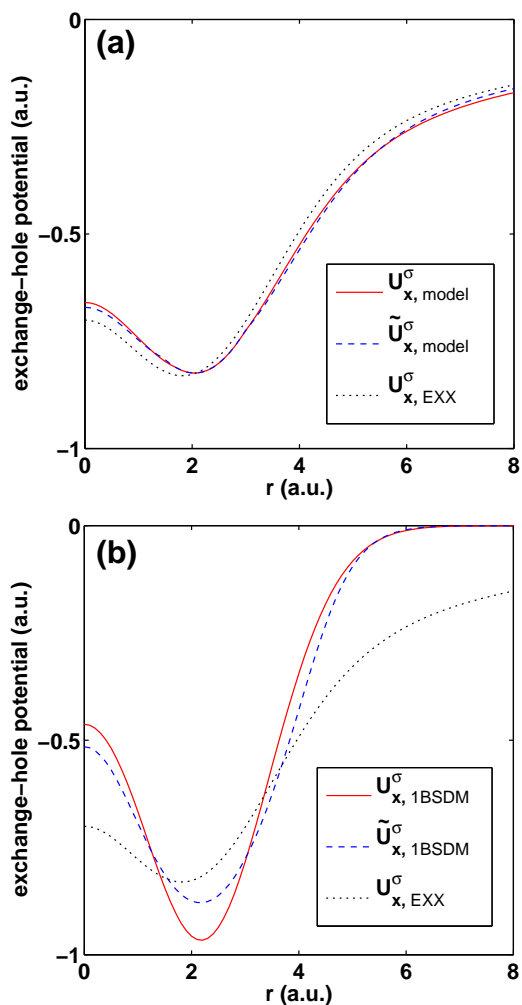 (a)
0
−0.5
−1
exchange−hole potential (a.u.)
U^σ_x, model
Ũ^σ_x, model
U^σ_x, EXX
0 2 4 6 8
r (a.u.)
(b)
0
−0.5
−1
exchange−hole potential (a.u.)
U^σ_x, 1BSDM
Ũ^σ_x, 1BSDM
U^σ_x, EXX
0 2 4 6 8
r (a.u.)